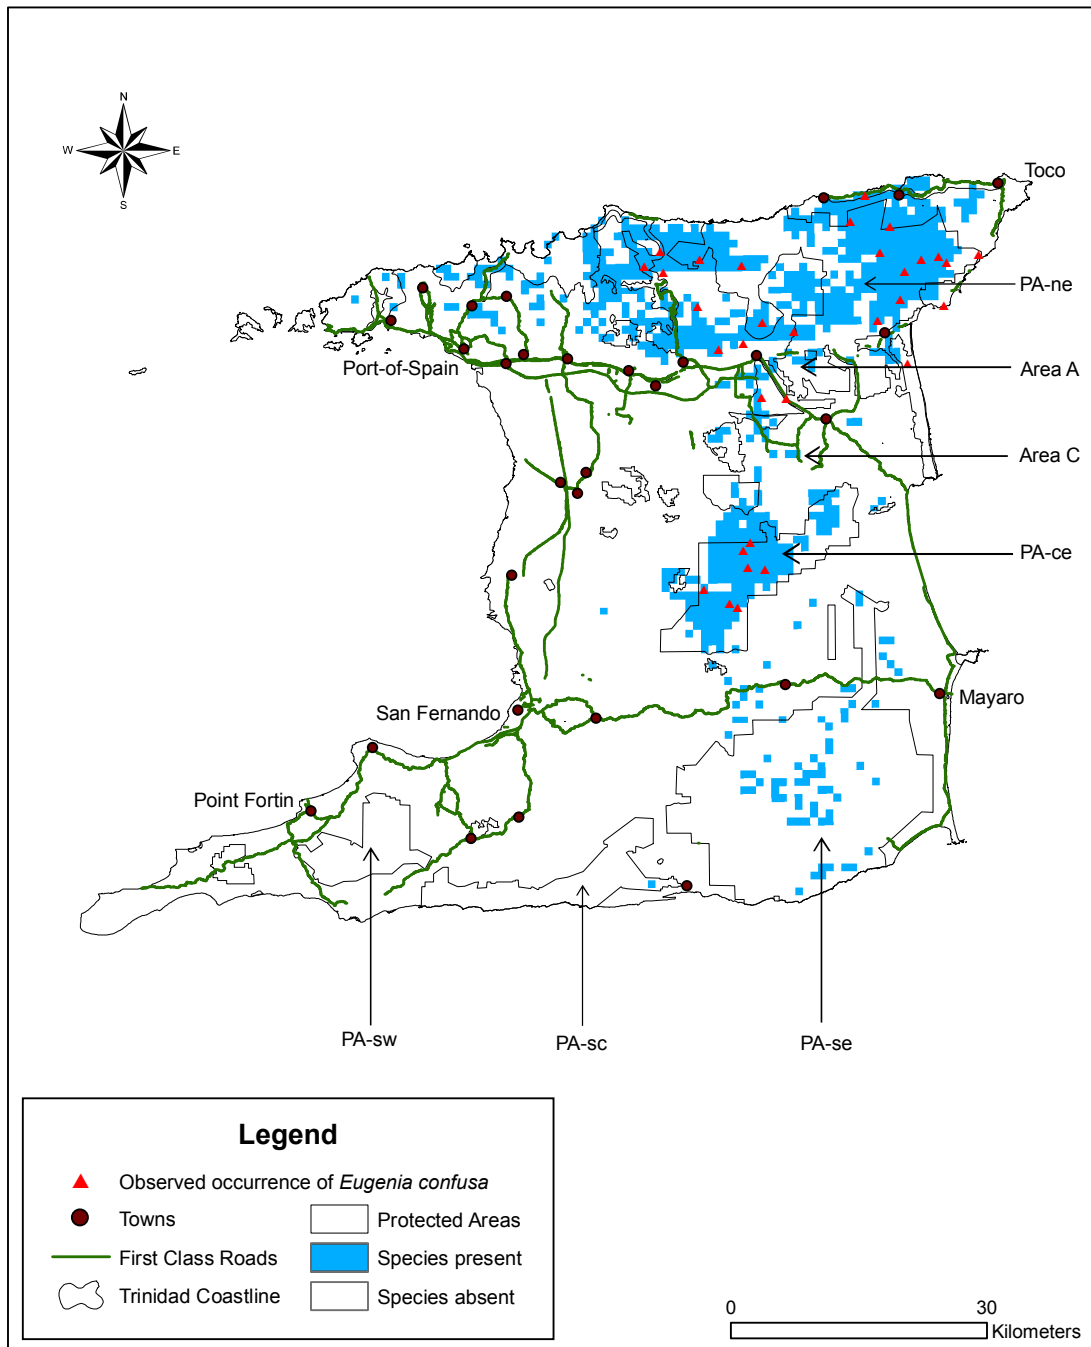 N
W
E
S
Toco
PA-ne
Port-of-Spain
Area A
Area C
PA-ce
San Fernando
Mayaro
Point Fortin
PA-sw
PA-sc
PA-se
Legend
Observed occurrence of Eugenia confusa
Towns
Protected Areas
First Class Roads
Species present
Trinidad Coastline
Species absent
0
30
Kilometers